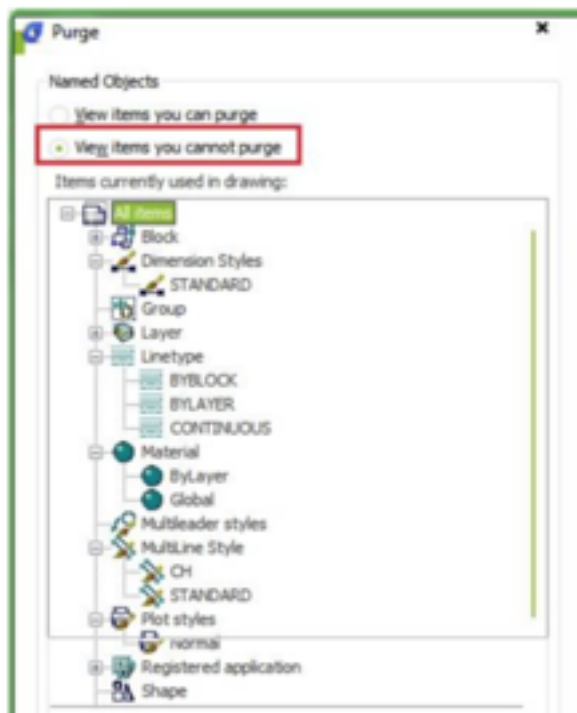 Purge
Named Objects
View items you can purge
View items you cannot purge
Items currently used in drawing:
All items
Block
Dimension Styles
STANDARD
Group
Layer
Linetype
BYBLOCK
BYLAYER
CONTINUOUS
Material
ByLayer
Global
Multileader styles
MultiLine Style
CH
STANDARD
Plot styles
Normal
Registered application
Shape